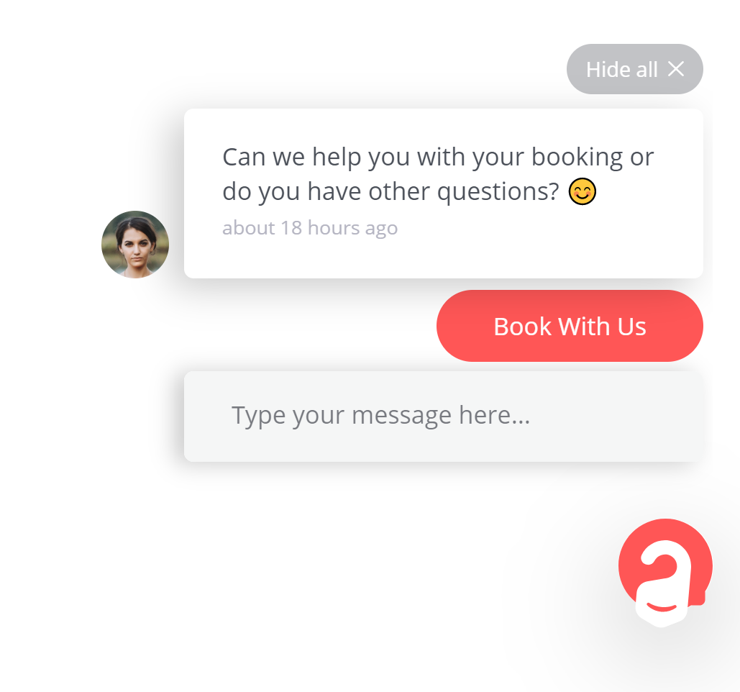 Hide all
Can we help you with your booking or
do you have other questions? 😊
about 18 hours ago
Book With Us
Type your message here...